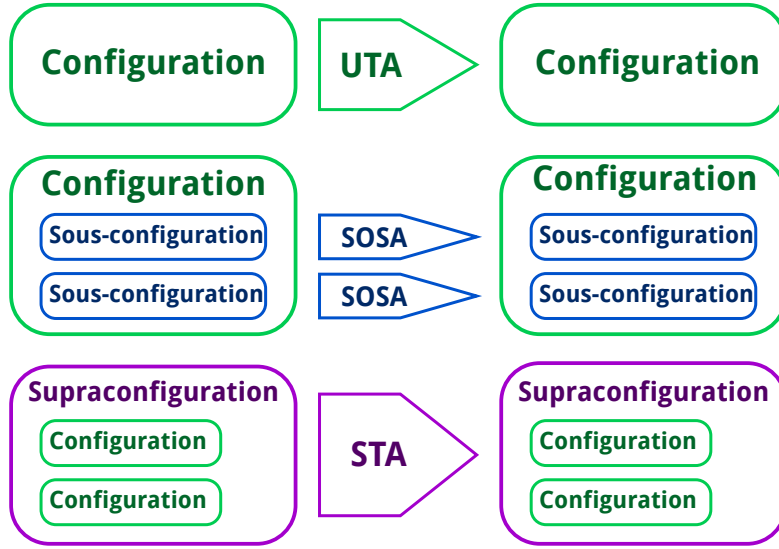 Configuration
UTA
Configuration
Configuration
Configuration
Sous-configuration
SOSA
Sous-configuration
Sous-configuration
SOSA
Sous-configuration
Supraconfiguration
Supraconfiguration
Configuration
Configuration
STA
Configuration
Configuration